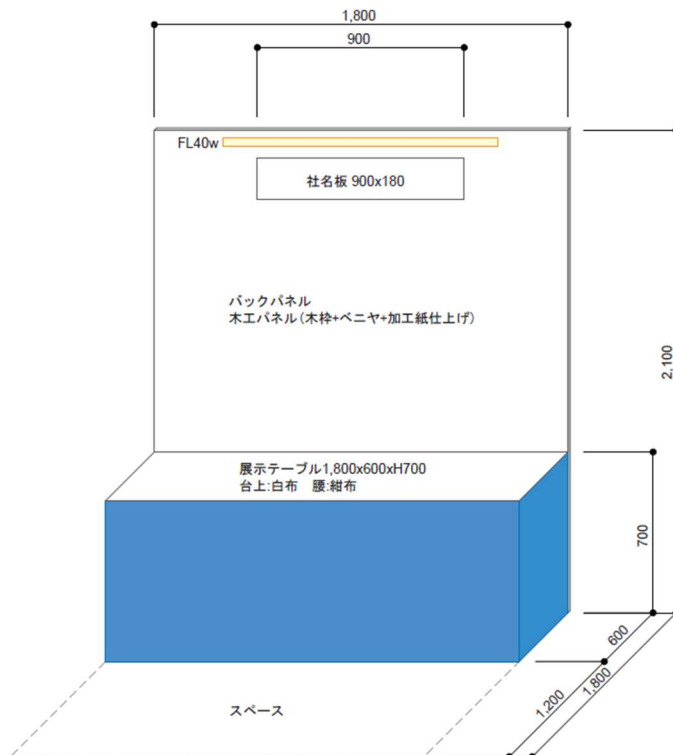 1,800
900
FL40w
社名板 900x180
バックパネル
木工パネル(木枠+ベニヤ+加工紙仕上げ)
2,100
展示テーブル1,800x600xH700
台上:白布　腰:紺布
700
600
1,200
1,800
スペース